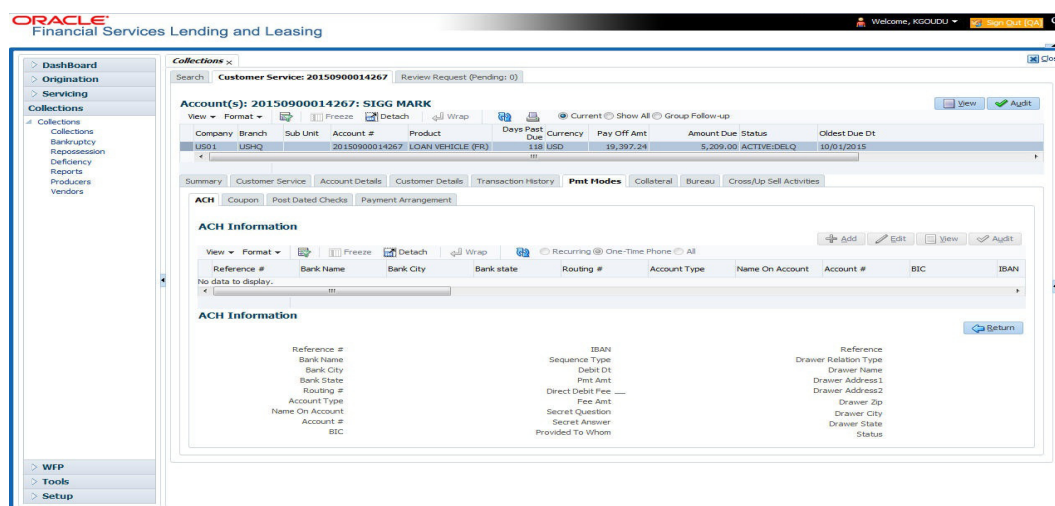 ORACLE
Financial Services Lending and Leasing
Welcome, KGOUDU
Sign Out [QA]
DashBoard
Origination
Servicing
Collections
Collections
Collections
Bankruptcy
Repossession
Deficiency
Reports
Producers
Vendors
WFP
Tools
Setup
Collections x
Search Customer Service: 20150900014267 Review Request (Pending: 0)
Account(s): 20150900014267: SIGG MARK
View Audit
View Format Freeze Detach Wrap Current Show All Group Follow-up
Company Branch Sub Unit Account # Product Days Past Due Currency Pay Off Amt Amount Due Status Oldest Due Dt
US01 USHQ 20150900014267 LOAN VEHICLE (FR) 118 USD 19,397.24 5,209.00 ACTIVE:DELQ 10/01/2015
Summary Customer Service Account Details Customer Details Transaction History Pmt Modes Collateral Bureau Cross/Up Sell Activities
ACH Coupon Post Dated Checks Payment Arrangement
ACH Information
Add Edit View Audit
View Format Freeze Detach Wrap Recurring One-Time Phone All
Reference # Bank Name Bank City Bank state Routing # Account Type Name On Account Account # BIC IBAN
No data to display.
ACH Information
Return
Reference # IBAN Reference
Bank Name Sequence Type Drawer Relation Type
Bank City Debit Dt Drawer Name
Bank State Pmt Amt Drawer Address1
Routing # Direct Debit Fee Drawer Address2
Account Type Fee Amt Drawer Zip
Name On Account Secret Question Drawer City
Account # Secret Answer Drawer State
BIC Provided To Whom Status